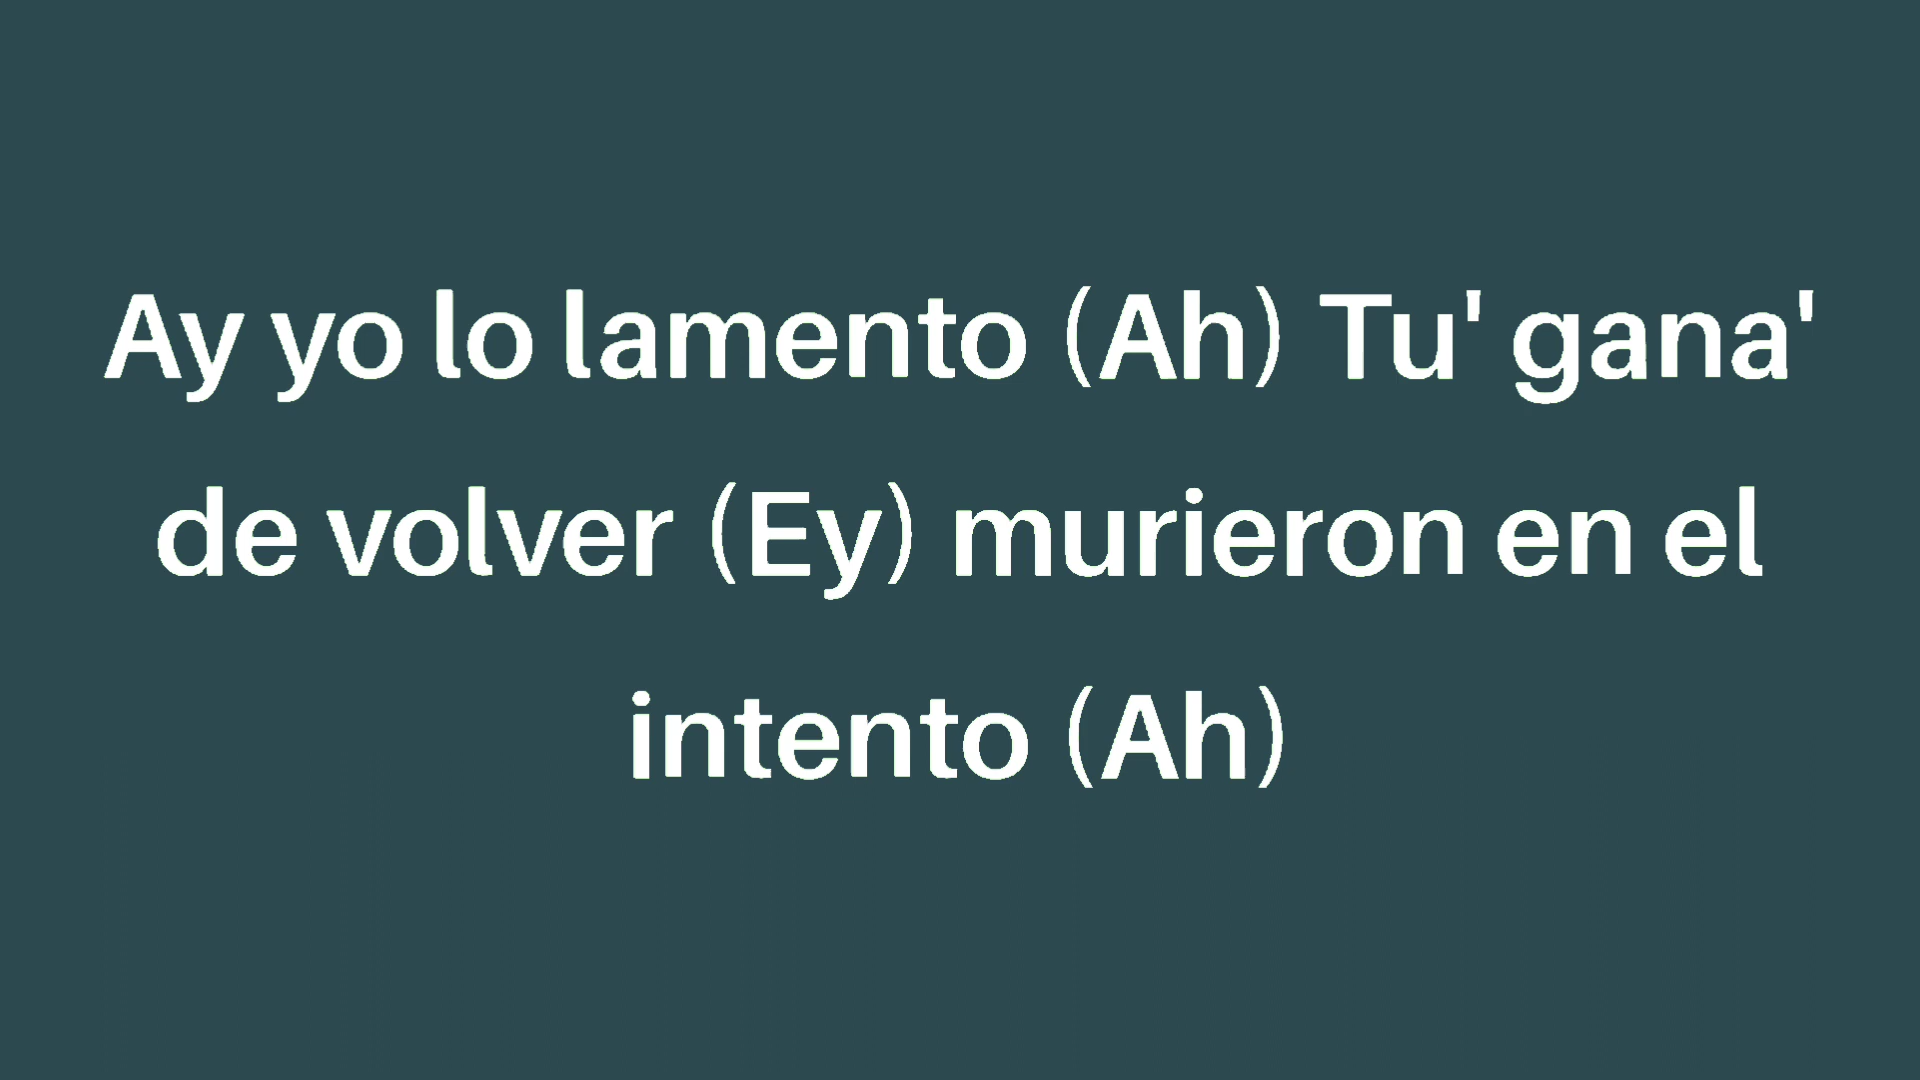 Ay yo lo lamento (Ah) Tu' gana'
de volver (Ey) murieron en el
intento (Ah)